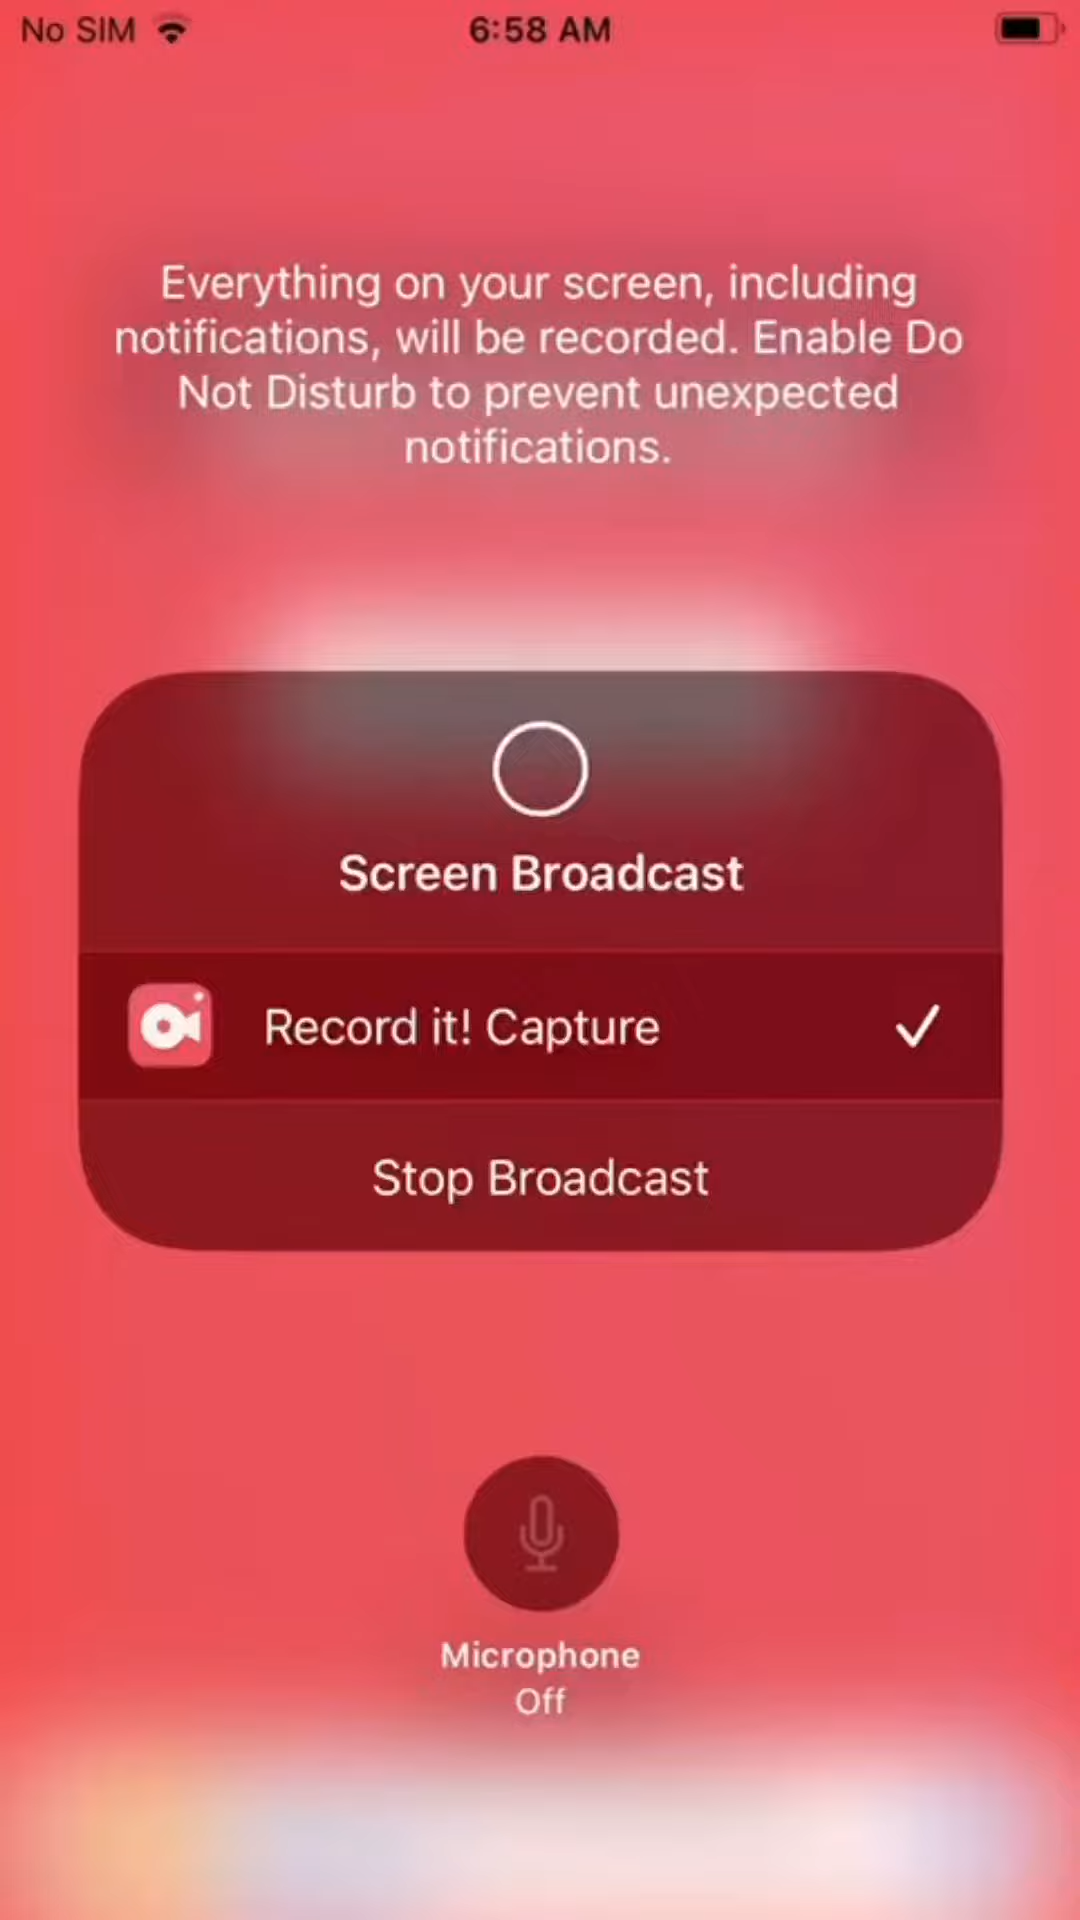 No SIM
6:58 AM
Everything on your screen, including
notifications, will be recorded. Enable Do
Not Disturb to prevent unexpected
notifications.
Screen Broadcast
Record it! Capture
Stop Broadcast
Microphone
Off